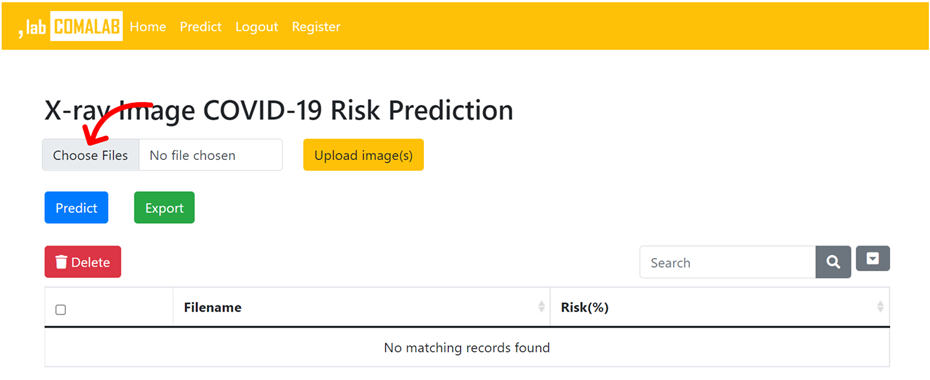 , lab COMALAB Home Predict Logout Register
X-ray Image COVID-19 Risk Prediction
Choose Files No file chosen Upload image(s)
Predict Export
Delete Search
Filename Risk(%)
No matching records found